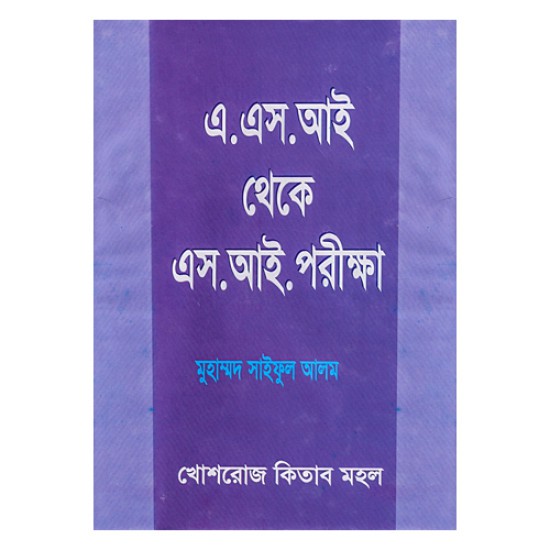 এ.এস.আই
থেকে
এস.আই.পরীক্ষা
মুহাম্মদ সাইফুল আলম
খোশরোজ কিতাব মহল